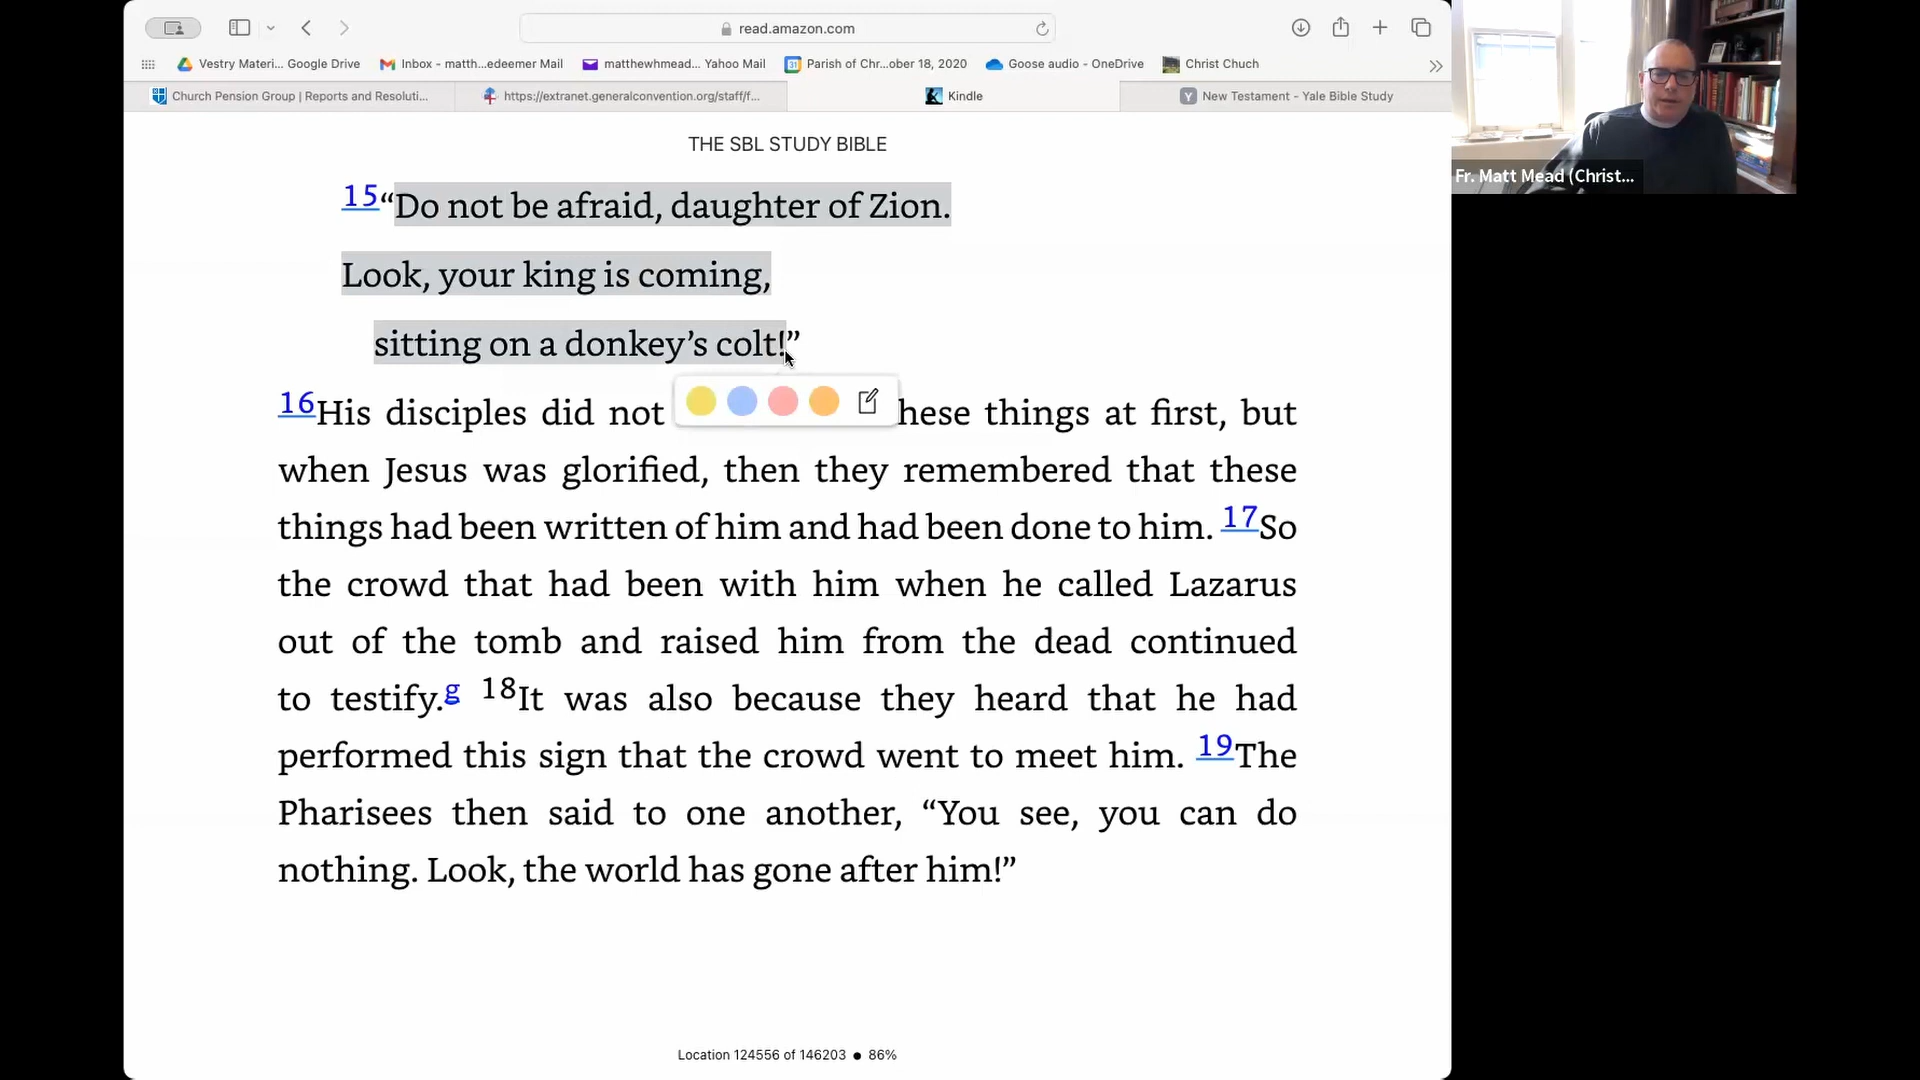 read.amazon.com
Vestry Materi... Google Drive
Inbox - matth...edeemer Mail
matthewhmead... Yahoo Mail
Parish of Chr...ober 18, 2020
Goose audio - OneDrive
Christ Chuch
Church Pension Group | Reports and Resoluti...
https://extranet.generalconvention.org/staff/f...
Kindle
New Testament - Yale Bible Study
Fr. Matt Mead (Christ...
THE SBL STUDY BIBLE
15“Do not be afraid, daughter of Zion.
Look, your king is coming,
sitting on a donkey’s colt!”
16His disciples did not hese things at first, but
when Jesus was glorified, then they remembered that these
things had been written of him and had been done to him. 17So
the crowd that had been with him when he called Lazarus
out of the tomb and raised him from the dead continued
to testify.g 18It was also because they heard that he had
performed this sign that the crowd went to meet him. 19The
Pharisees then said to one another, “You see, you can do
nothing. Look, the world has gone after him!”
Location 124556 of 146203 ● 86%